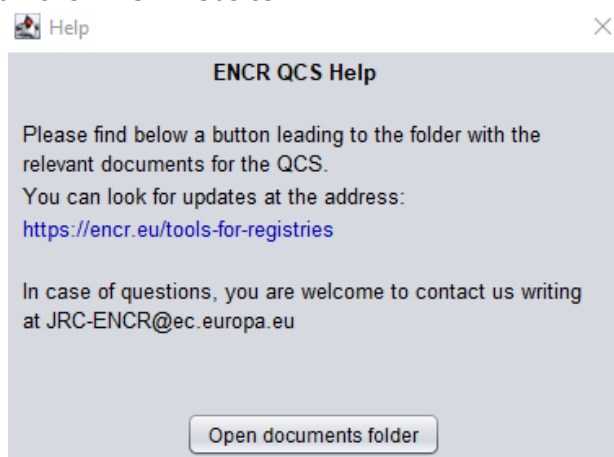 Help
ENCR QCS Help
Please find below a button leading to the folder with the
relevant documents for the QCS.
You can look for updates at the address:
https://encr.eu/tools-for-registries
In case of questions, you are welcome to contact us writing
at JRC-ENCR@ec.europa.eu
Open documents folder